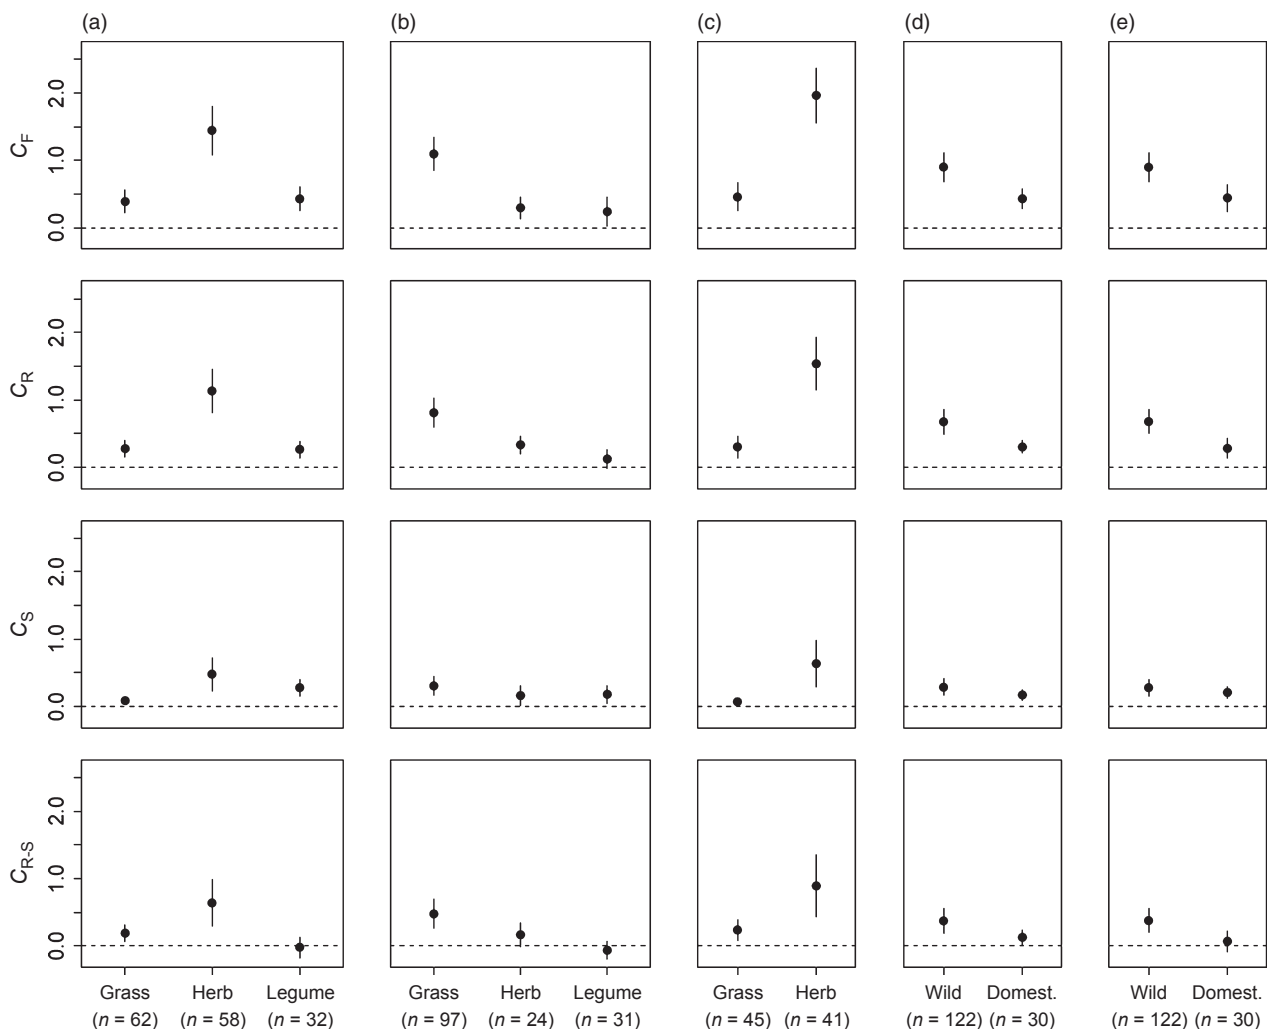 (a) (b) (c) (d) (e)
C_F
2.0
1.0
0.0
C_R
2.0
1.0
0.0
C_S
2.0
1.0
0.0
C_R-S
2.0
1.0
0.0
Grass Herb Legume Grass Herb Legume Grass Herb Wild Domest. Wild Domest.
(n = 62) (n = 58) (n = 32) (n = 97) (n = 24) (n = 31) (n = 45) (n = 41) (n = 122) (n = 30) (n = 122) (n = 30)